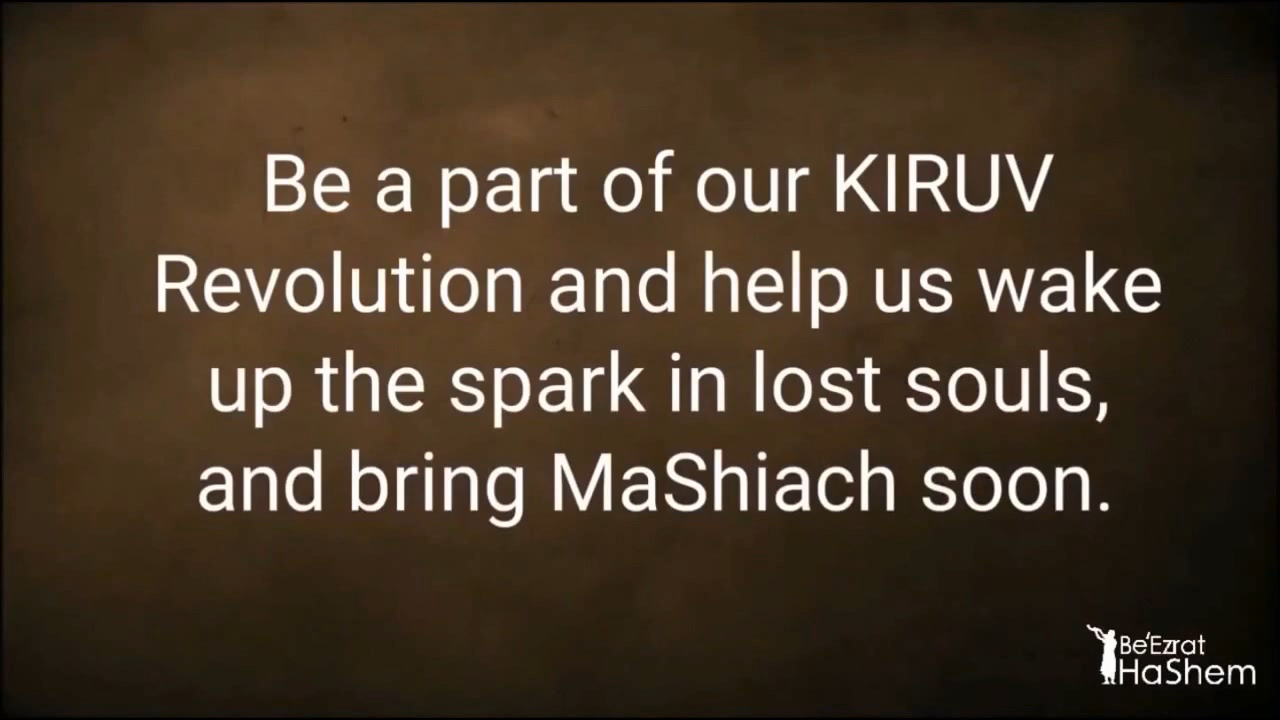 Be a part of our KIRUV
Revolution and help us wake
up the spark in lost souls,
and bring MaShiach soon.
Be'Ezrat
HaShem